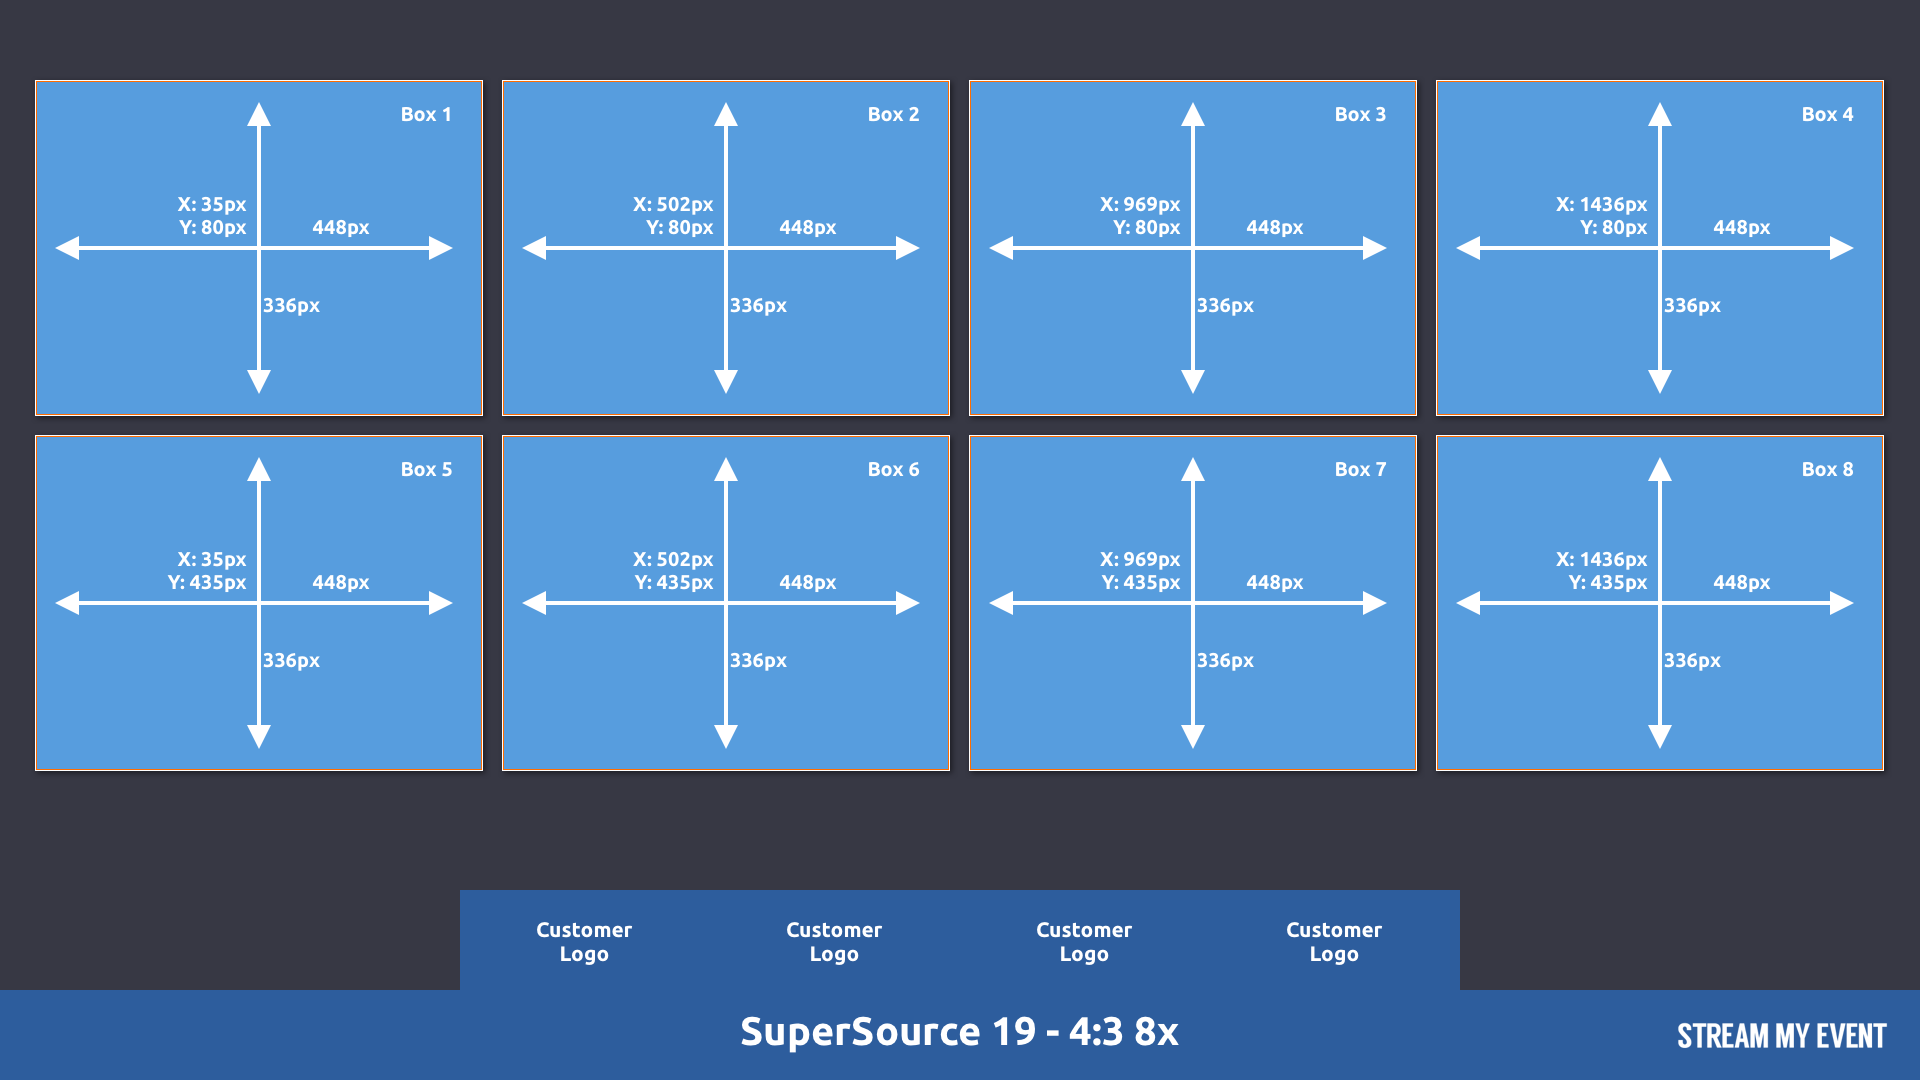 Box 1
X: 35px
Y: 80px
448px
336px
Box 2
X: 502px
Y: 80px
448px
336px
Box 3
X: 969px
Y: 80px
448px
336px
Box 4
X: 1436px
Y: 80px
448px
336px
Box 5
X: 35px
Y: 435px
448px
336px
Box 6
X: 502px
Y: 435px
448px
336px
Box 7
X: 969px
Y: 435px
448px
336px
Box 8
X: 1436px
Y: 435px
448px
336px
Customer
Logo
Customer
Logo
Customer
Logo
Customer
Logo
SuperSource 19 - 4:3 8x
STREAM MY EVENT